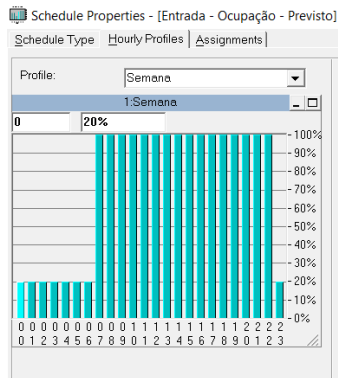 Schedule Properties - [Entrada - Ocupação - Previsto]
Schedule Type Hourly Profiles Assignments
Profile: Semana
1:Semana
0 20%
100%
90%
80%
70%
60%
50%
40%
30%
20%
10%
0%
0 0 0 0 0 0 0 0 0 0 1 1 1 1 1 1 1 1 1 1 2 2 2 2
0 1 2 3 4 5 6 7 8 9 0 1 2 3 4 5 6 7 8 9 0 1 2 3